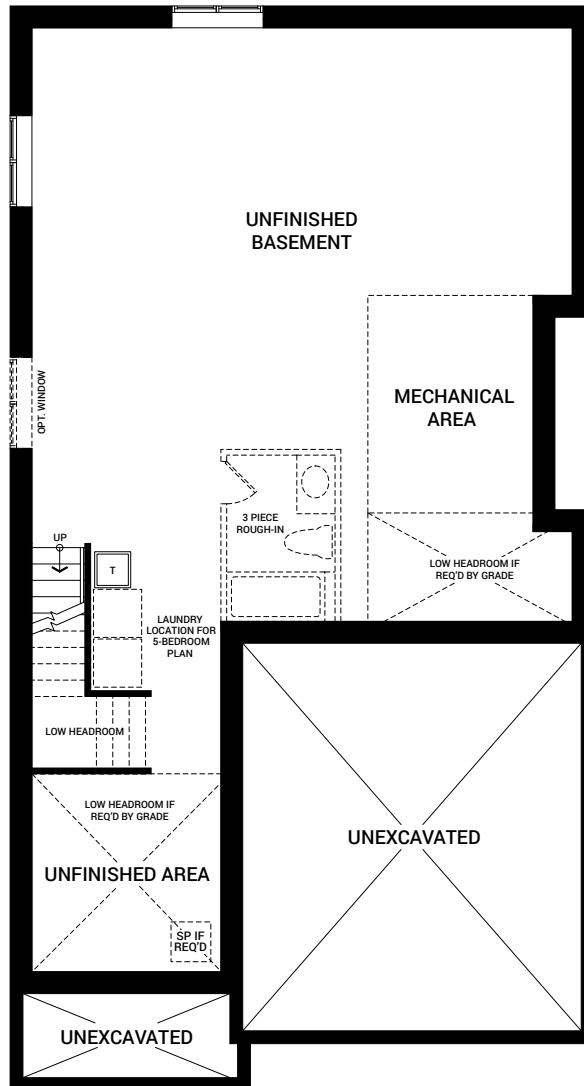 UNFINISHED
BASEMENT
MECHANICAL
AREA
OPT. WINDOW
3 PIECE
ROUGH-IN
UP
T
LOW HEADROOM IF
REQ'D BY GRADE
LAUNDRY
LOCATION FOR
5-BEDROOM
PLAN
LOW HEADROOM
LOW HEADROOM IF
REQ'D BY GRADE
UNFINISHED AREA
UNEXCAVATED
SP IF
REQ'D
UNEXCAVATED